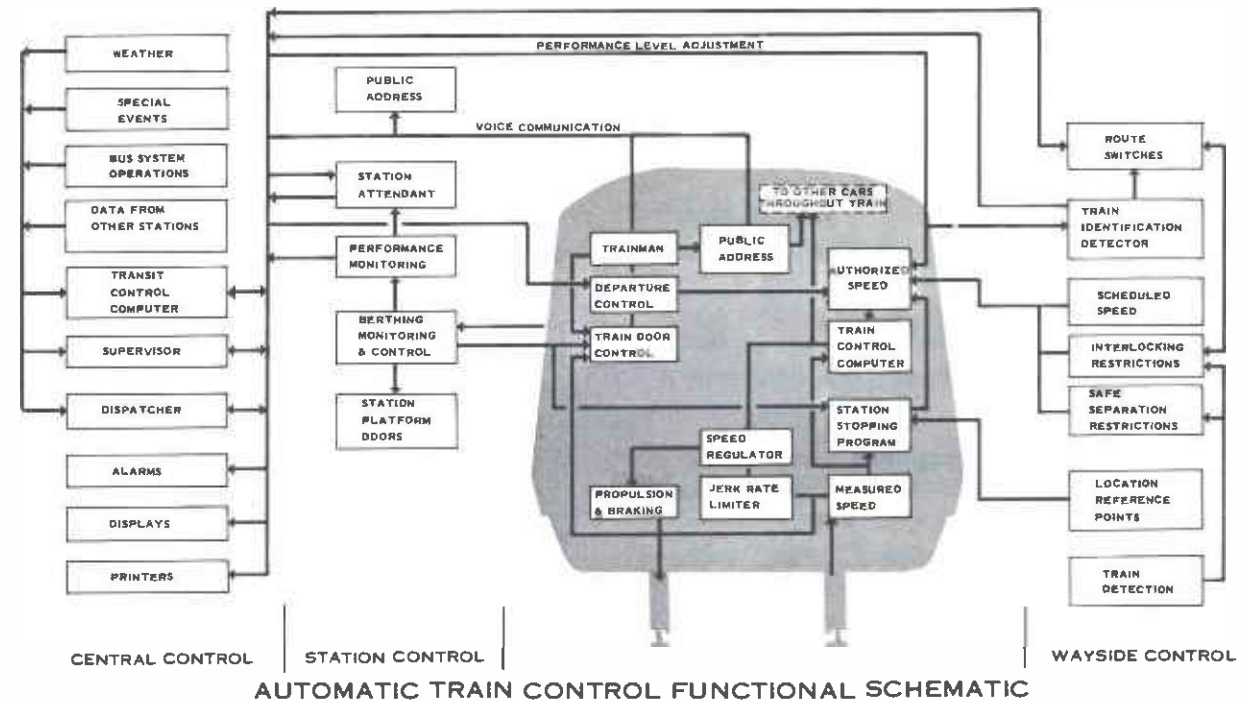 PERFORMANCE LEVEL ADJUSTMENT
VOICE COMMUNICATION
WEATHER
SPECIAL
EVENTS
BUS SYSTEM
OPERATIONS
DATA FROM
OTHER STATIONS
TRANSIT
CONTROL
COMPUTER
SUPERVISOR
DISPATCHER
ALARMS
DISPLAYS
PRINTERS
PUBLIC
ADDRESS
STATION
ATTENDANT
PERFORMANCE
MONITORING
BERTHING
MONITORING
& CONTROL
STATION
PLATFORM
DOORS
TO OTHER CARS
THROUGHOUT TRAIN
TRAINMAN
PUBLIC
ADDRESS
DEPARTURE
CONTROL
TRAIN DOOR
CONTROL
AUTHORIZED
SPEED
TRAIN
CONTROL
COMPUTER
STATION
STOPPING
PROGRAM
SPEED
REGULATOR
PROPULSION
& BRAKING
JERK RATE
LIMITER
MEASURED
SPEED
ROUTE
SWITCHES
TRAIN
IDENTIFICATION
DETECTOR
SCHEDULED
SPEED
INTERLOCKING
RESTRICTIONS
SAFE
SEPARATION
RESTRICTIONS
LOCATION
REFERENCE
POINTS
TRAIN
DETECTION
CENTRAL CONTROL
STATION CONTROL
WAYSIDE CONTROL
AUTOMATIC TRAIN CONTROL FUNCTIONAL SCHEMATIC